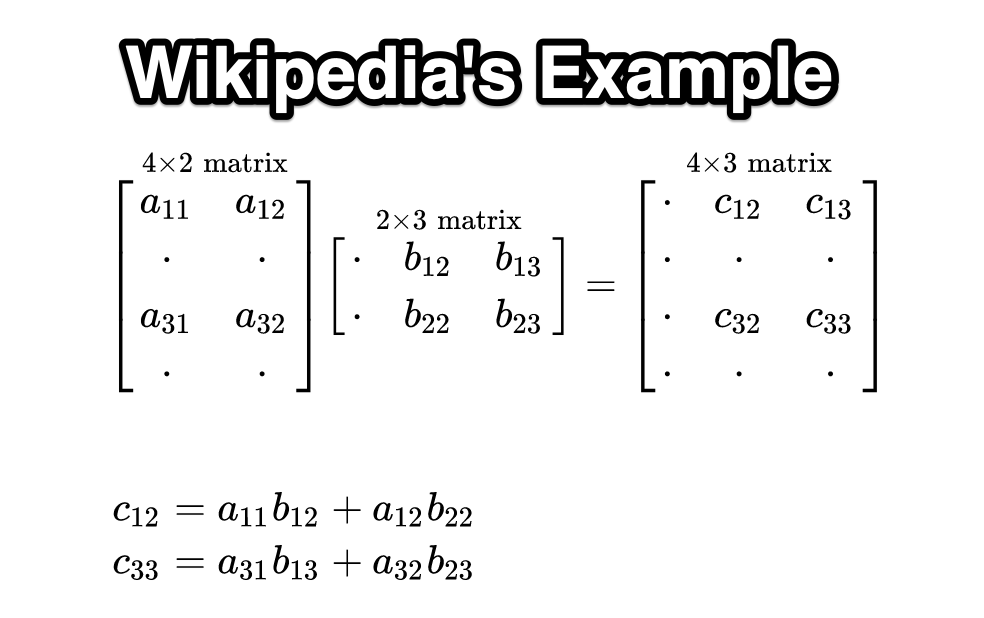 Wikipedia's Example
4×2 matrix
[a₁₁ a₁₂
· ·
a₃₁ a₃₂
· ·]
2×3 matrix
[· b₁₂ b₁₃
· b₂₂ b₂₃]
=
4×3 matrix
[· c₁₂ c₁₃
· · ·
· c₃₂ c₃₃
· · ·]
c₁₂ = a₁₁b₁₂ + a₁₂b₂₂
c₃₃ = a₃₁b₁₃ + a₃₂b₂₃